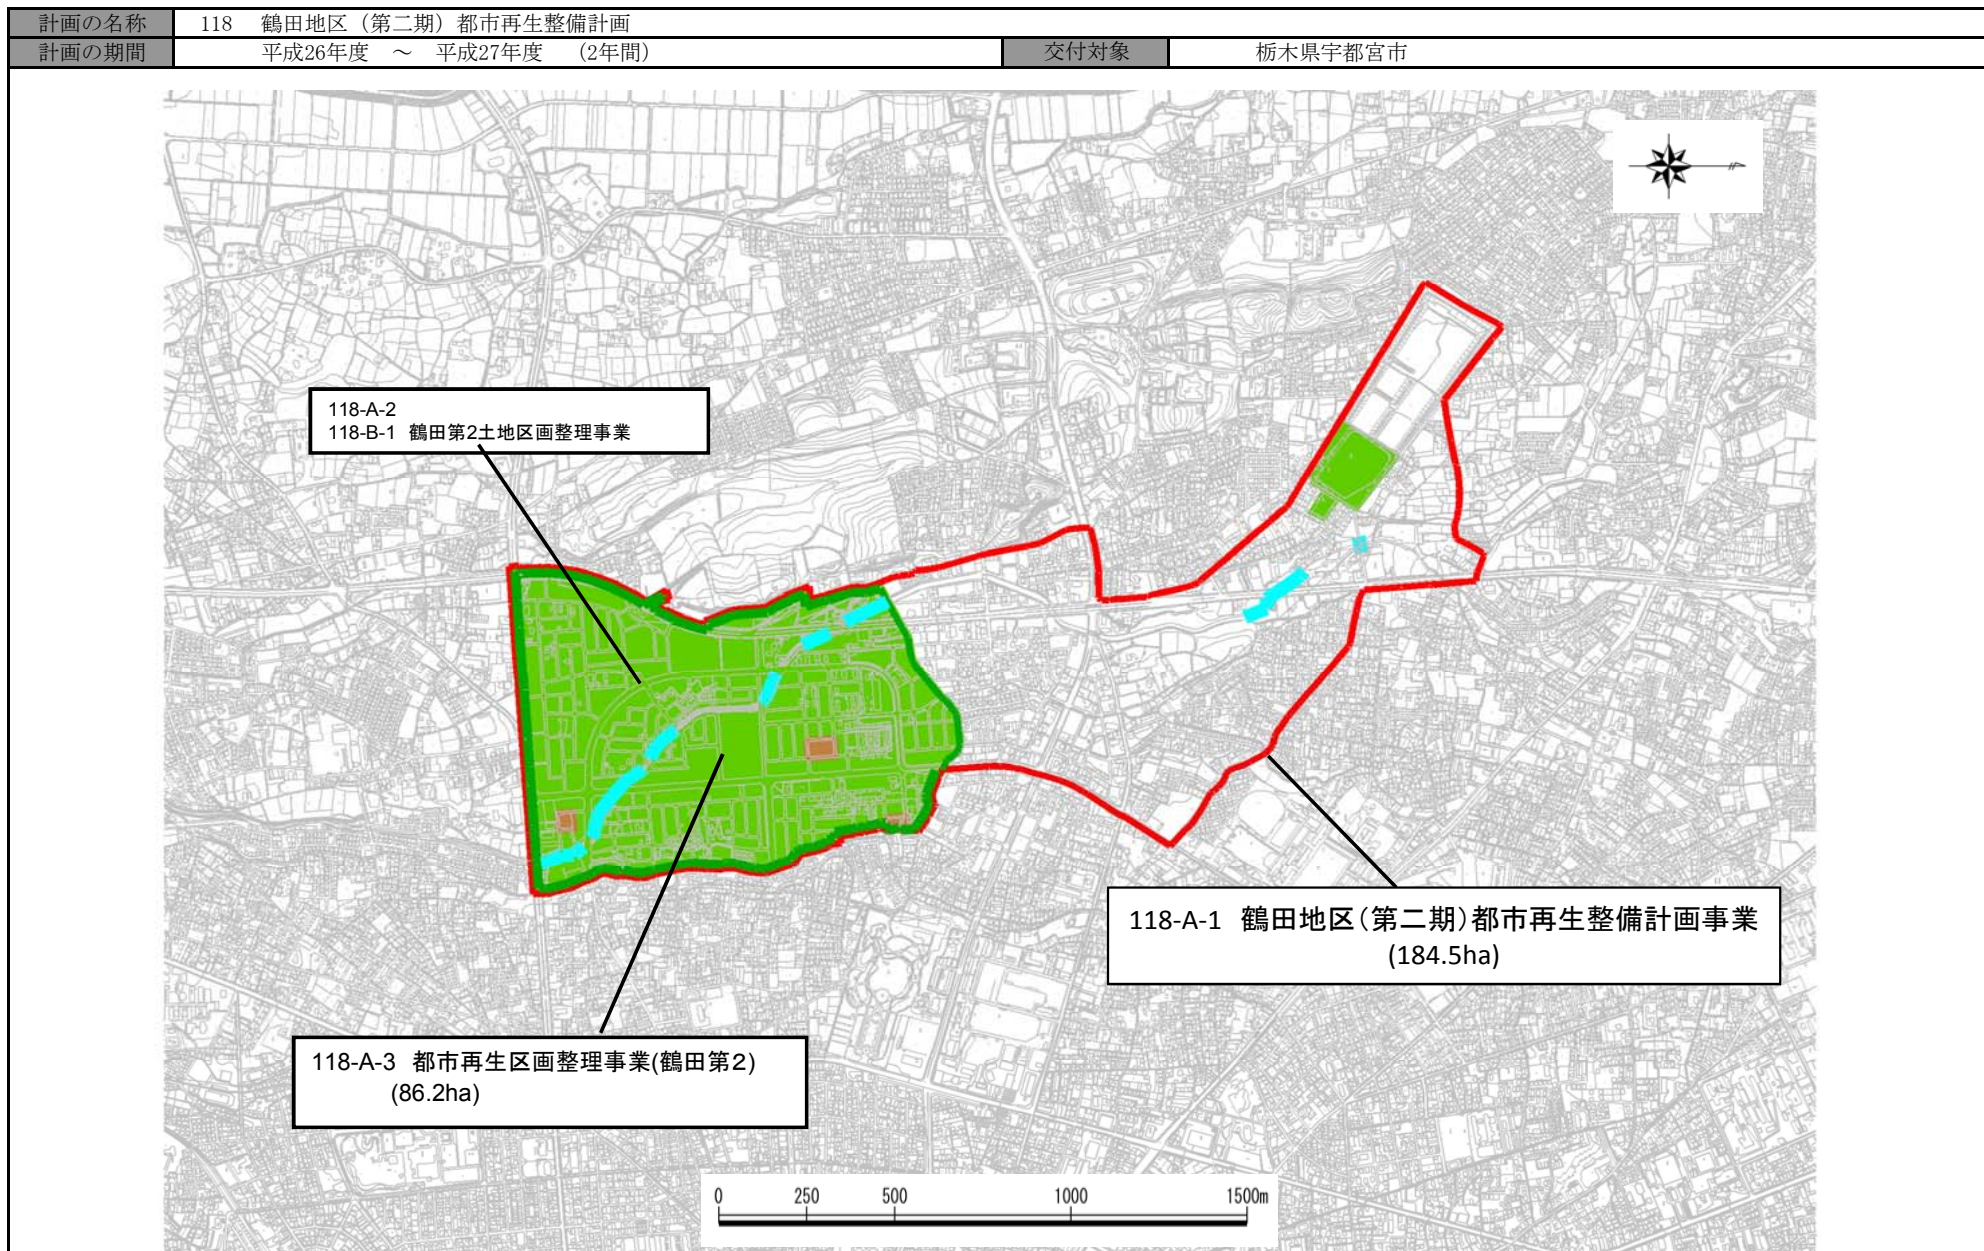 計画の名称 118 鶴田地区（第二期）都市再生整備計画
計画の期間 平成26年度 ～ 平成27年度 （2年間） 交付対象 栃木県宇都宮市
118-A-2
118-B-1 鶴田第2土地区画整理事業
118-A-1 鶴田地区（第二期）都市再生整備計画事業
(184.5ha)
118-A-3 都市再生区画整理事業(鶴田第２)
(86.2ha)
0 250 500 1000 1500m